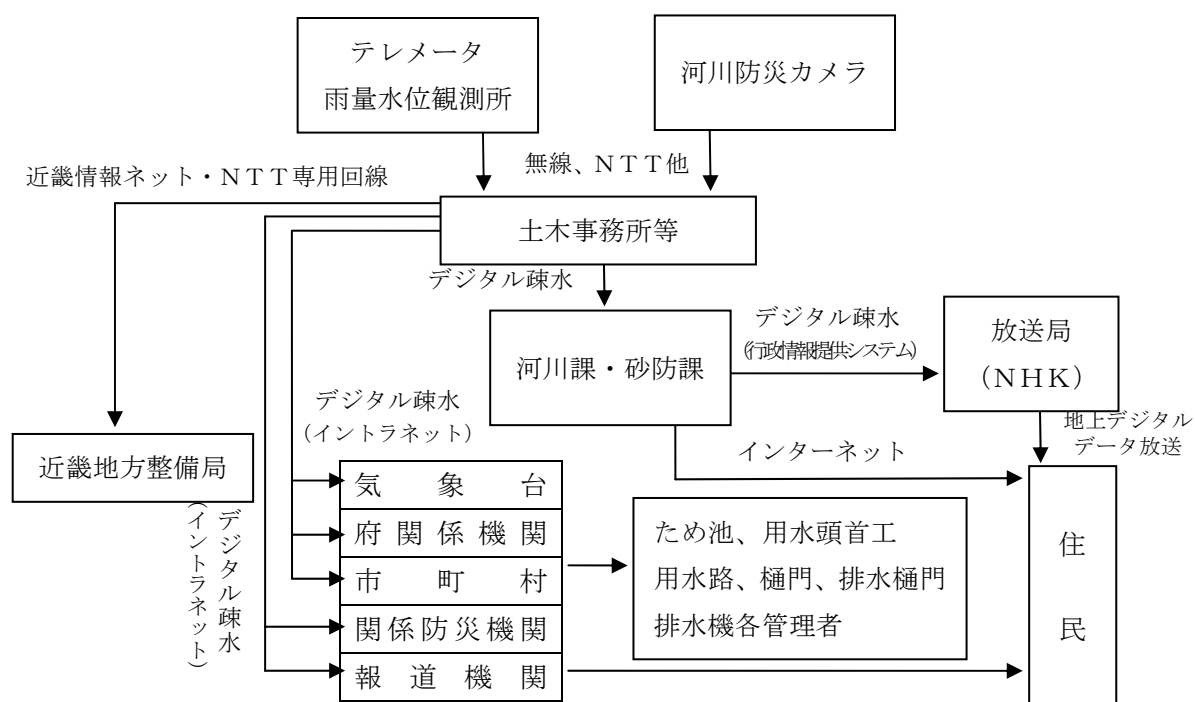 テレメータ
雨量水位観測所
河川防災カメラ
近畿情報ネット・ＮＴＴ専用回線
無線、ＮＴＴ他
土木事務所等
デジタル疎水
河川課・砂防課
デジタル疎水
(行政情報提供システム)
放送局
（ＮＨＫ）
地上デジタル
データ放送
インターネット
デジタル疎水
（イントラネット）
近畿地方整備局
デジタル疎水
（イントラネット）
気象台
府関係機関
市町村
関係防災機関
報道機関
ため池、用水頭首工
用水路、樋門、排水樋門
排水機各管理者
住民